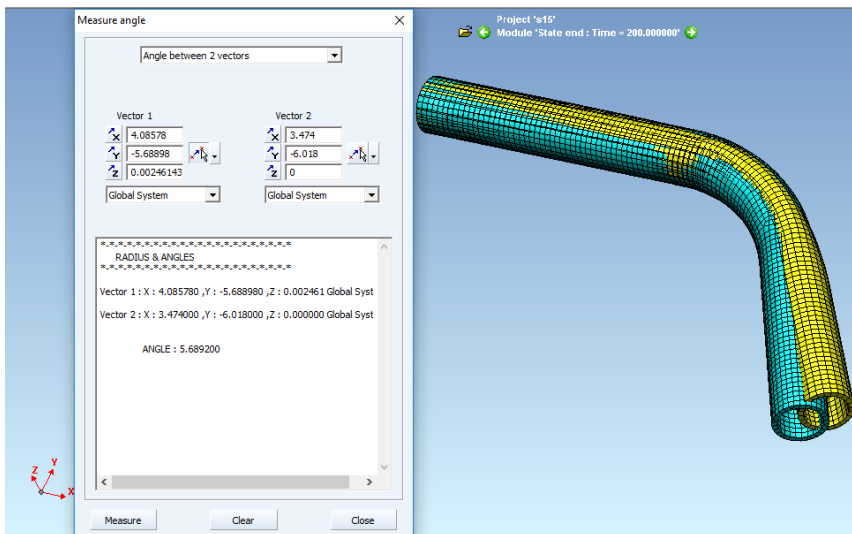 Measure angle
Angle between 2 vectors
Vector 1
X 4.08578
Y -5.68898
Z 0.00246143
Global System
Vector 2
X 3.474
Y -6.018
Z 0
Global System
*.*.*.*.*.*.*.*.*.*.*.*.*.*.*.*.*.*.*.*.*.*
RADIUS & ANGLES
*.*.*.*.*.*.*.*.*.*.*.*.*.*.*.*.*.*.*.*.*.*
Vector 1 : X : 4.085780 ,Y : -5.688980 ,Z : 0.002461 Global Syst
Vector 2 : X : 3.474000 ,Y : -6.018000 ,Z : 0.000000 Global Syst
ANGLE : 5.689200
Measure
Clear
Close
Project 's15'
Module 'State end : Time = 200.000000'
Z
Y
X